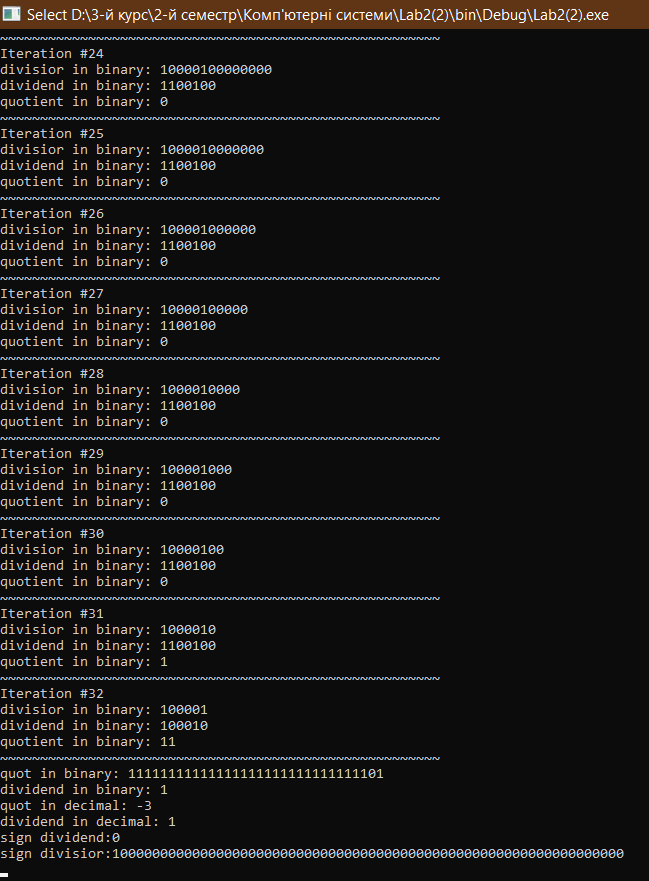 Select D:\3-й курс\2-й семестр\Комп'ютерні системи\Lab2(2)\bin\Debug\Lab2(2).exe
~~~~~~~~~~~~~~~~~~~~~~~~~~~~~~~~~~~~~~~~~~~~~~~~~~~~~~~
Iteration #24
divisior in binary: 10000100000000
dividend in binary: 1100100
quotient in binary: 0
~~~~~~~~~~~~~~~~~~~~~~~~~~~~~~~~~~~~~~~~~~~~~~~~~~~~~~~
Iteration #25
divisior in binary: 1000010000000
dividend in binary: 1100100
quotient in binary: 0
~~~~~~~~~~~~~~~~~~~~~~~~~~~~~~~~~~~~~~~~~~~~~~~~~~~~~~~
Iteration #26
divisior in binary: 100001000000
dividend in binary: 1100100
quotient in binary: 0
~~~~~~~~~~~~~~~~~~~~~~~~~~~~~~~~~~~~~~~~~~~~~~~~~~~~~~~
Iteration #27
divisior in binary: 10000100000
dividend in binary: 1100100
quotient in binary: 0
~~~~~~~~~~~~~~~~~~~~~~~~~~~~~~~~~~~~~~~~~~~~~~~~~~~~~~~
Iteration #28
divisior in binary: 1000010000
dividend in binary: 1100100
quotient in binary: 0
~~~~~~~~~~~~~~~~~~~~~~~~~~~~~~~~~~~~~~~~~~~~~~~~~~~~~~~
Iteration #29
divisior in binary: 100001000
dividend in binary: 1100100
quotient in binary: 0
~~~~~~~~~~~~~~~~~~~~~~~~~~~~~~~~~~~~~~~~~~~~~~~~~~~~~~~
Iteration #30
divisior in binary: 10000100
dividend in binary: 1100100
quotient in binary: 0
~~~~~~~~~~~~~~~~~~~~~~~~~~~~~~~~~~~~~~~~~~~~~~~~~~~~~~~
Iteration #31
divisior in binary: 1000010
dividend in binary: 1100100
quotient in binary: 1
~~~~~~~~~~~~~~~~~~~~~~~~~~~~~~~~~~~~~~~~~~~~~~~~~~~~~~~
Iteration #32
divisior in binary: 100001
dividend in binary: 100010
quotient in binary: 11
~~~~~~~~~~~~~~~~~~~~~~~~~~~~~~~~~~~~~~~~~~~~~~~~~~~~~~~
quot in binary: 11111111111111111111111111111101
dividend in binary: 1
quot in decimal: -3
dividend in decimal: 1
sign dividend:0
sign divisior:1000000000000000000000000000000000000000000000000000000000000000